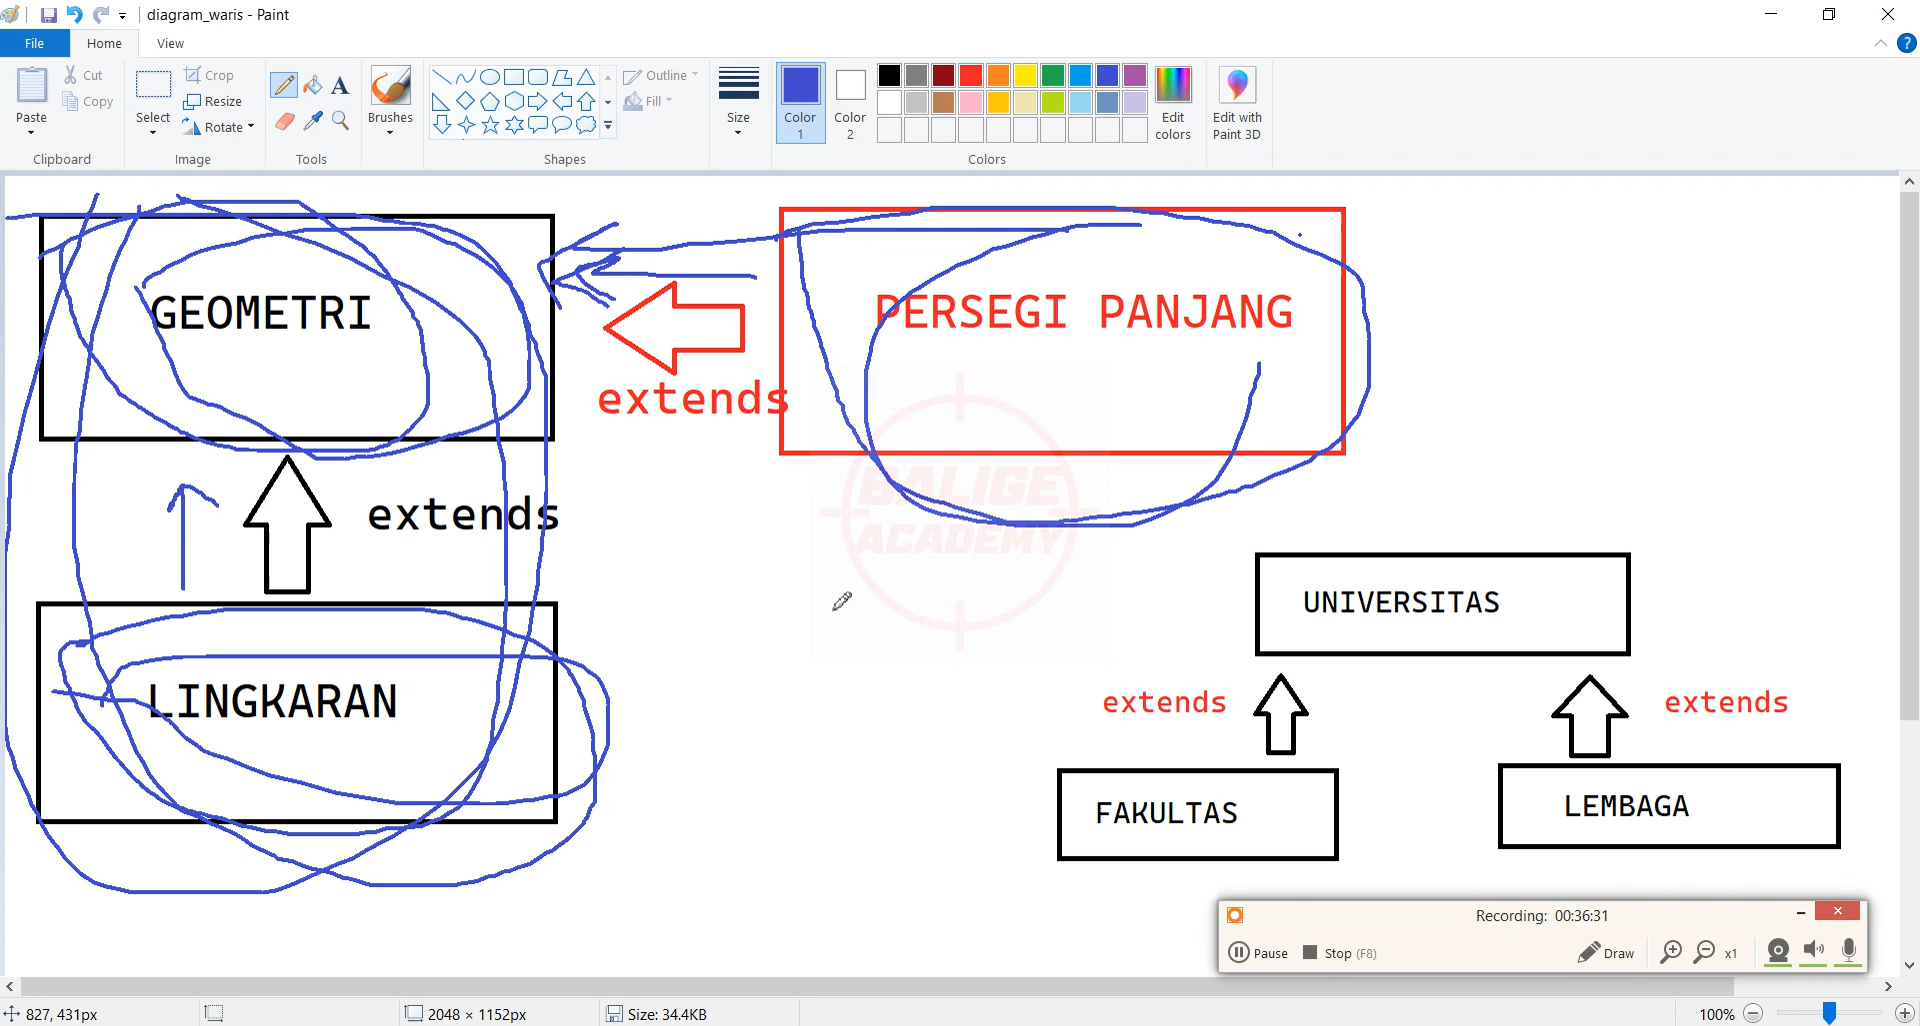 diagram_waris - Paint
File Home View
Paste Cut Copy Clipboard
Select Crop Resize Rotate Image
Tools
Brushes
Outline Fill Shapes
Size
Color 1 Color 2 Edit colors Colors
Edit with Paint 3D
GEOMETRI
PERSEGI PANJANG
extends
extends
BALIGE
ACADEMY
LINGKARAN
UNIVERSITAS
extends
extends
FAKULTAS
LEMBAGA
Recording: 00:36:31
Pause Stop (F8) Draw x1
827, 431px 2048 × 1152px Size: 34.4KB 100%